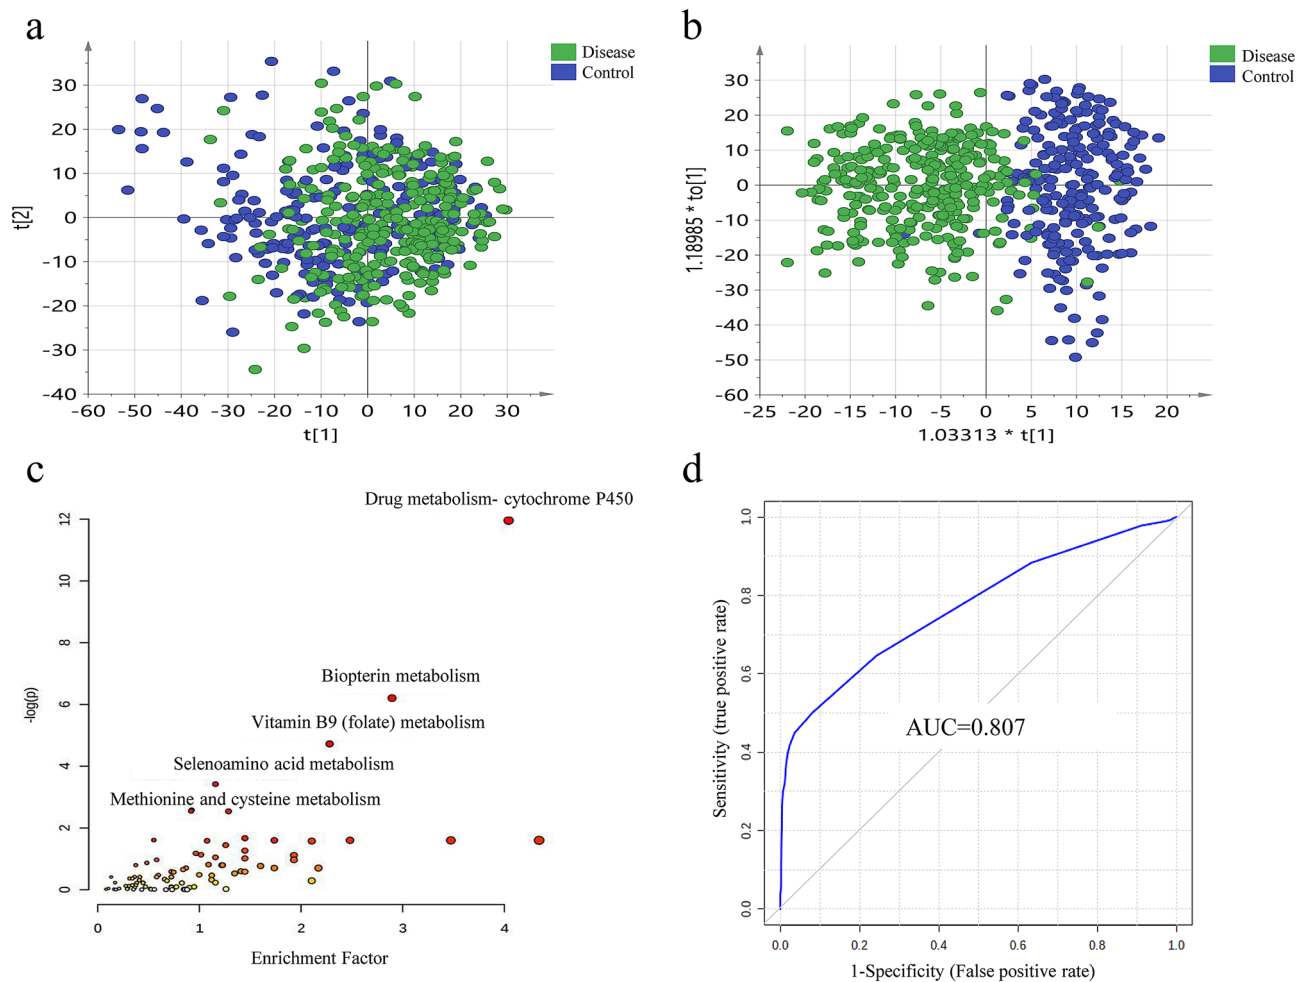 a
Disease
Control
30
20
10
0
-10
-20
-30
-40
t[2]
-60 -50 -40 -30 -20 -10 0 10 20 30
t[1]
b
Disease
Control
30
20
10
0
-10
-20
-30
-40
-50
-60
1.18985 * to[1]
-25 -20 -15 -10 -5 0 5 10 15 20
1.03313 * t[1]
c
Drug metabolism- cytochrome P450
Biopterin metabolism
Vitamin B9 (folate) metabolism
Selenoamino acid metabolism
Methionine and cysteine metabolism
12
10
8
6
4
2
0
-log(p)
0 1 2 3 4
Enrichment Factor
d
1.0
0.8
0.6
0.4
0.2
0.0
Sensitivity (true positive rate)
AUC=0.807
0.0 0.2 0.4 0.6 0.8 1.0
1-Specificity (False positive rate)